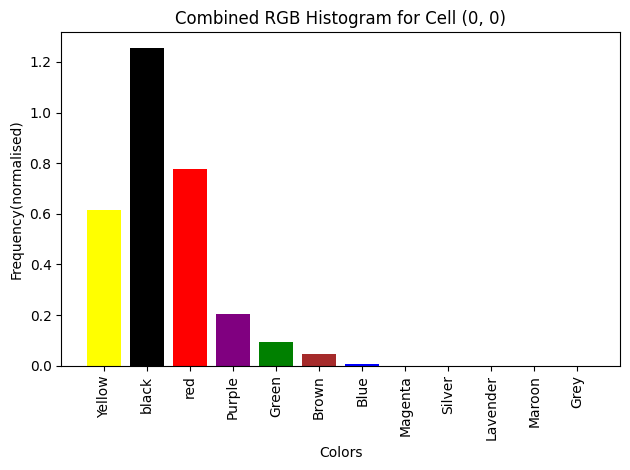 Combined RGB Histogram for Cell (0, 0)
Frequency(normalised)
1.2
1.0
0.8
0.6
0.4
0.2
0.0
Yellow
black
red
Purple
Green
Brown
Blue
Magenta
Silver
Lavender
Maroon
Grey
Colors